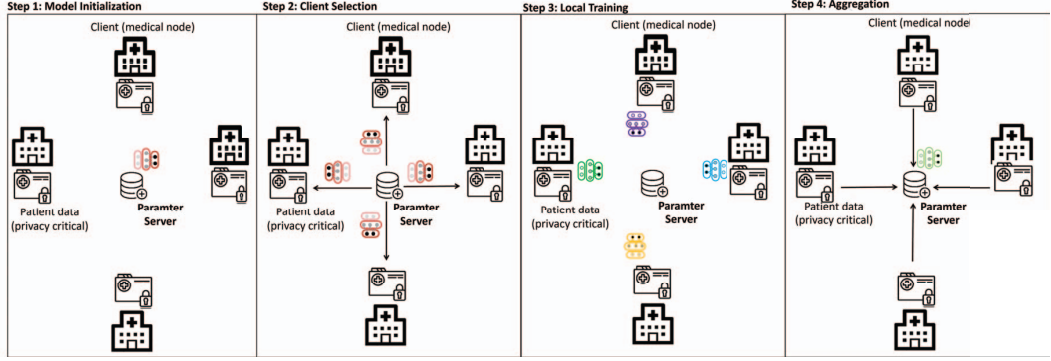 Step 1: Model Initialization
Client (medical node)
Patient data
(privacy critical)
Paramter
Server
Step 2: Client Selection
Client (medical node)
Patient data
(privacy critical)
Paramter
Server
Step 3: Local Training
Client (medical node)
Patient data
(privacy critical)
Paramter
Server
Step 4: Aggregation
Client (medical node)
Patient data
(privacy critical)
Paramter
Server